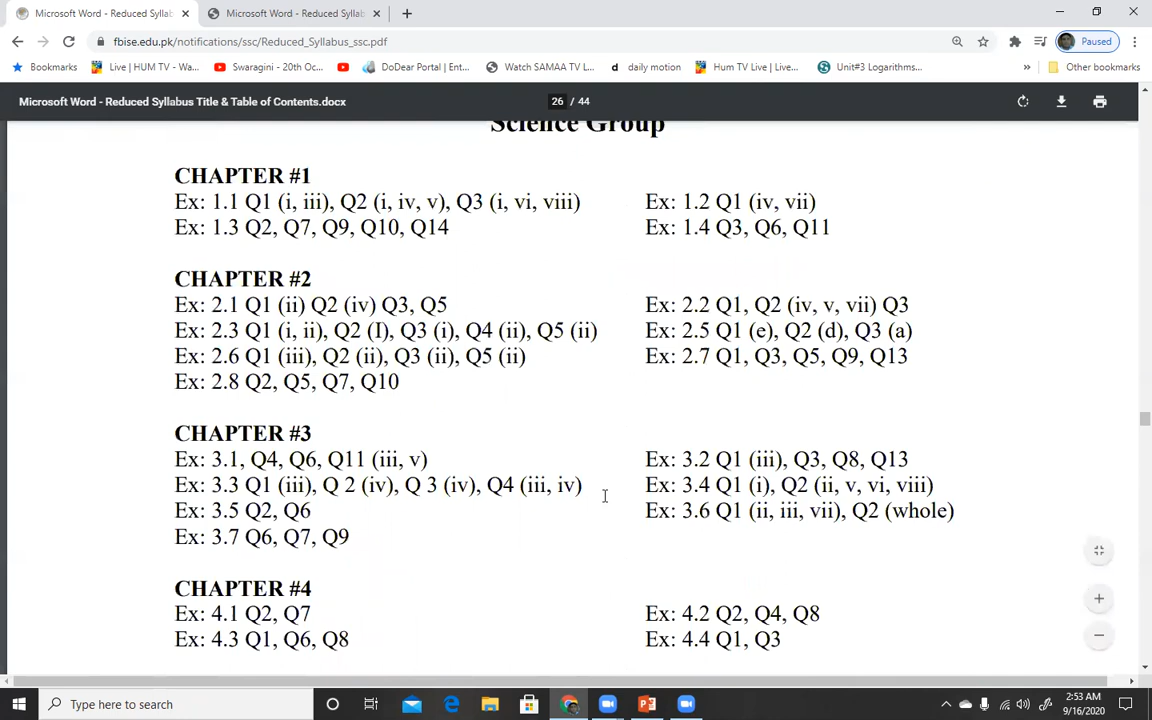 Microsoft Word - Reduced Syllab
Microsoft Word - Reduced Syllab
fbise.edu.pk/notifications/ssc/Reduced_Syllabus_ssc.pdf
Paused
Bookmarks
Live | HUM TV - Wa...
Swaragini - 20th Oc...
DoDear Portal | Ent...
Watch SAMAA TV L...
daily motion
Hum TV Live | Live...
Unit#3 Logarithms...
Other bookmarks
Microsoft Word - Reduced Syllabus Title & Table of Contents.docx
26 / 44
Science Group
CHAPTER #1
Ex: 1.1 Q1 (i, iii), Q2 (i, iv, v), Q3 (i, vi, viii) Ex: 1.2 Q1 (iv, vii)
Ex: 1.3 Q2, Q7, Q9, Q10, Q14 Ex: 1.4 Q3, Q6, Q11
CHAPTER #2
Ex: 2.1 Q1 (ii) Q2 (iv) Q3, Q5 Ex: 2.2 Q1, Q2 (iv, v, vii) Q3
Ex: 2.3 Q1 (i, ii), Q2 (I), Q3 (i), Q4 (ii), Q5 (ii) Ex: 2.5 Q1 (e), Q2 (d), Q3 (a)
Ex: 2.6 Q1 (iii), Q2 (ii), Q3 (ii), Q5 (ii) Ex: 2.7 Q1, Q3, Q5, Q9, Q13
Ex: 2.8 Q2, Q5, Q7, Q10
CHAPTER #3
Ex: 3.1, Q4, Q6, Q11 (iii, v) Ex: 3.2 Q1 (iii), Q3, Q8, Q13
Ex: 3.3 Q1 (iii), Q 2 (iv), Q 3 (iv), Q4 (iii, iv) Ex: 3.4 Q1 (i), Q2 (ii, v, vi, viii)
Ex: 3.5 Q2, Q6 Ex: 3.6 Q1 (ii, iii, vii), Q2 (whole)
Ex: 3.7 Q6, Q7, Q9
CHAPTER #4
Ex: 4.1 Q2, Q7 Ex: 4.2 Q2, Q4, Q8
Ex: 4.3 Q1, Q6, Q8 Ex: 4.4 Q1, Q3
Type here to search
2:53 AM
9/16/2020